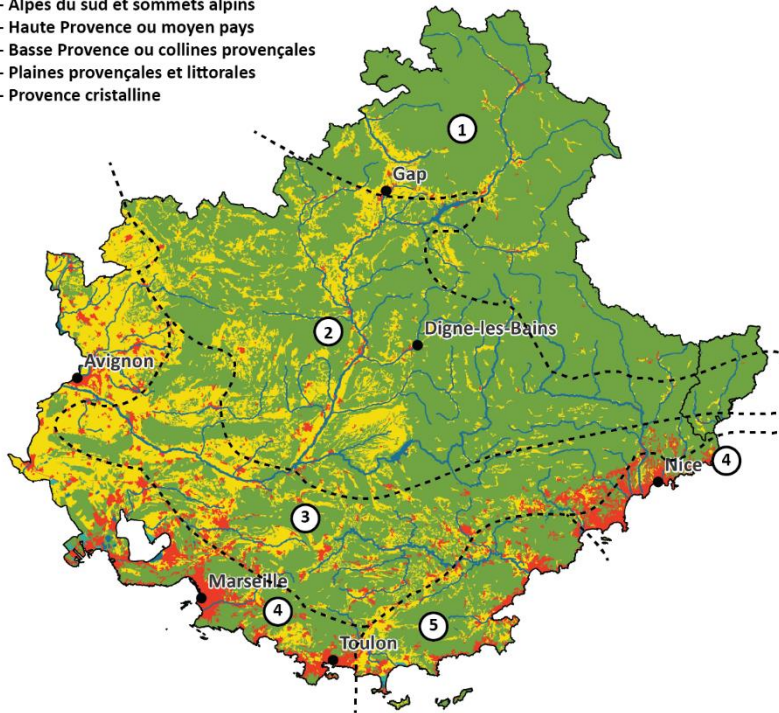 - Alpes du sud et sommets alpins
- Haute Provence ou moyen pays
- Basse Provence ou collines provençales
- Plaines provençales et littorales
- Provence cristalline
1
Gap
2
Digne-les-Bains
Avignon
4
Nice
3
Marseille
4
5
Toulon